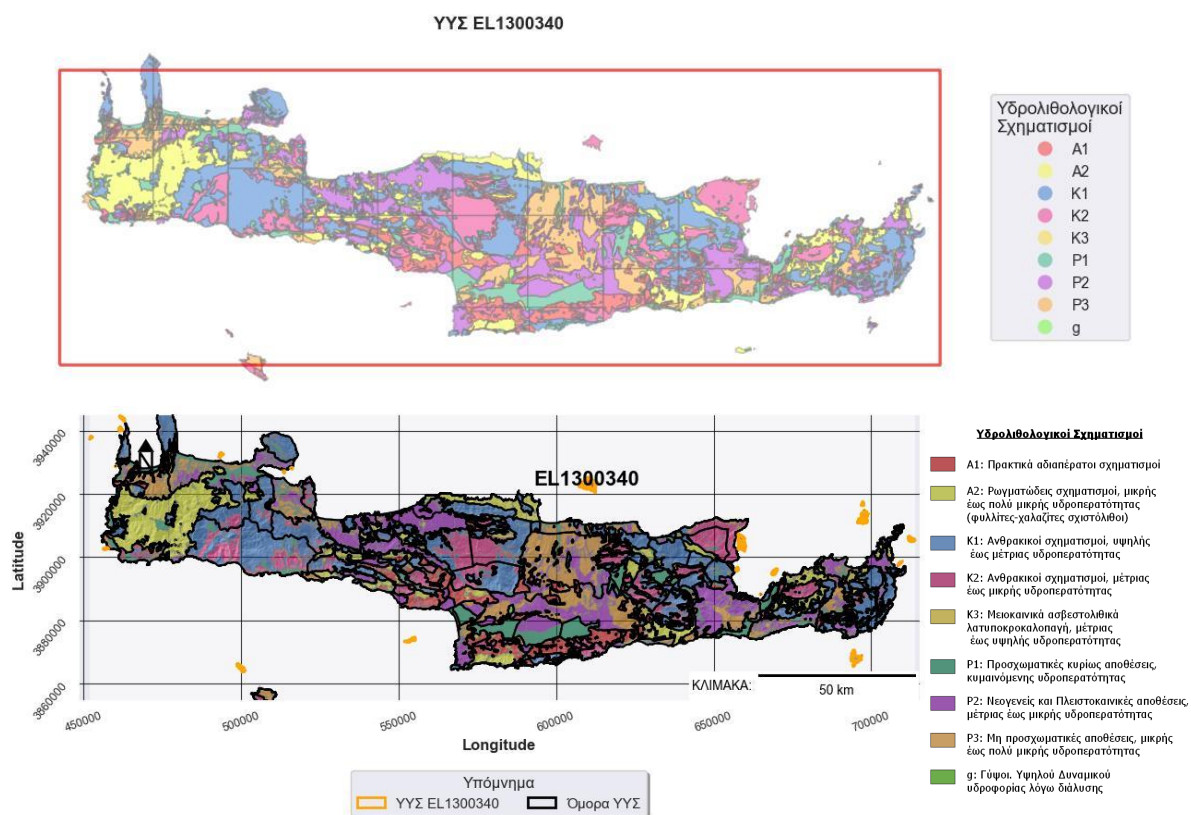 ΥΥΣ EL1300340
Υδρολιθολογικοί
Σχηματισμοί
A1
A2
K1
K2
K3
P1
P2
P3
g
3940000
3920000
3900000
3880000
3860000
Latitude
N
EL1300340
ΚΛΙΜΑΚΑ:
50 km
450000
500000
550000
600000
650000
700000
Longitude
Υδρολιθολογικοί Σχηματισμοί
A1: Πρακτικά αδιαπέρατοι σχηματισμοί
A2: Ρωγματώδεις σχηματισμοί, μικρής
έως πολύ μικρής υδροπερατότητας
(φυλλίτες-χαλαζίτες σχιστόλιθοι)
K1: Ανθρακικοί σχηματισμοί, υψηλής
έως μέτριας υδροπερατότητας
K2: Ανθρακικοί σχηματισμοί, μέτριας
έως μικρής υδροπερατότητας
K3: Μειοκαινικά ασβεστολιθικά
λατυποκροκαλοπαγή, μέτριας
έως υψηλής υδροπερατότητας
P1: Προσχωματικές κυρίως αποθέσεις,
κυμαινόμενης υδροπερατότητας
P2: Νεογενείς και Πλειστοκαινικές αποθέσεις,
μέτριας έως μικρής υδροπερατότητας
P3: Μη προσχωματικές αποθέσεις, μικρής
έως πολύ μικρής υδροπερατότητας
g: Γύψοι. Υψηλού Δυναμικού
υδροφορίας λόγω διάλυσης
Υπόμνημα
ΥΥΣ EL1300340
Όμορα ΥΥΣ